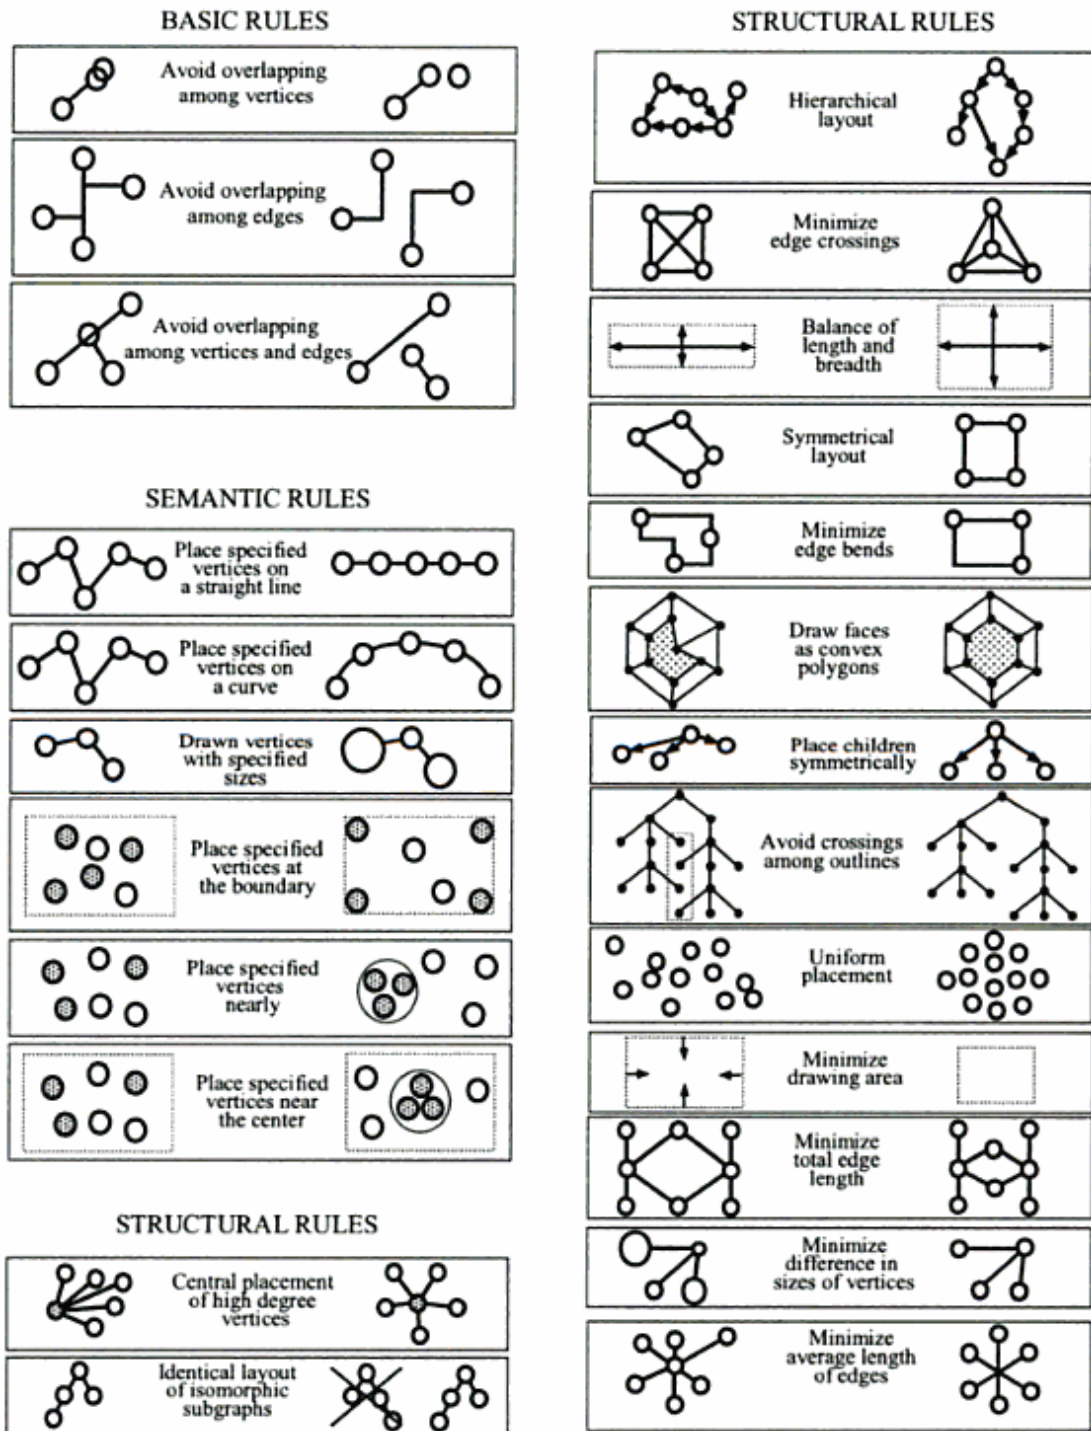 BASIC RULES
Avoid overlapping
among vertices
Avoid overlapping
among edges
Avoid overlapping
among vertices and edges
SEMANTIC RULES
Place specified
vertices on
a straight line
Place specified
vertices on
a curve
Drawn vertices
with specified
sizes
Place specified
vertices at
the boundary
Place specified
vertices
nearly
Place specified
vertices near
the center
STRUCTURAL RULES
Central placement
of high degree
vertices
Identical layout
of isomorphic
subgraphs
STRUCTURAL RULES
Hierarchical
layout
Minimize
edge crossings
Balance of
length and
breadth
Symmetrical
layout
Minimize
edge bends
Draw faces
as convex
polygons
Place children
symmetrically
Avoid crossings
among outlines
Uniform
placement
Minimize
drawing area
Minimize
total edge
length
Minimize
difference in
sizes of vertices
Minimize
average length
of edges